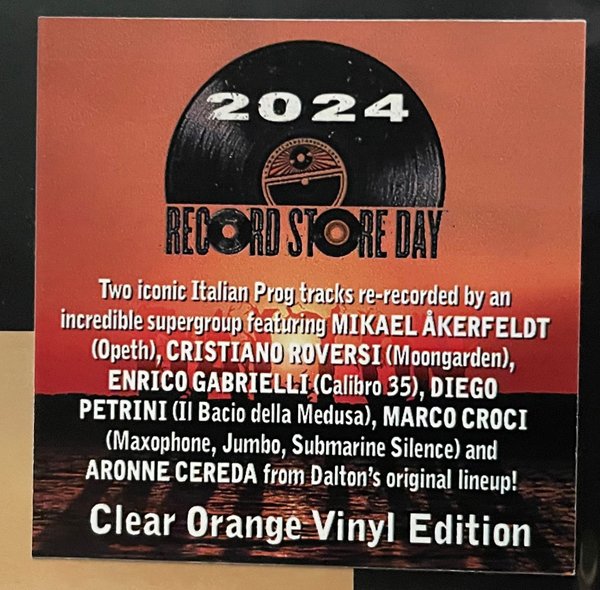 2024
RECORD STORE DAY
Two iconic Italian Prog tracks re-recorded by an
incredible supergroup featuring MIKAEL ÅKERFELDT
(Opeth), CRISTIANO ROVERSI (Moongarden),
ENRICO GABRIELLI (Calibro 35), DIEGO
PETRINI (Il Bacio della Medusa), MARCO CROCI
(Maxophone, Jumbo, Submarine Silence) and
ARONNE CEREDA from Dalton's original lineup!
Clear Orange Vinyl Edition